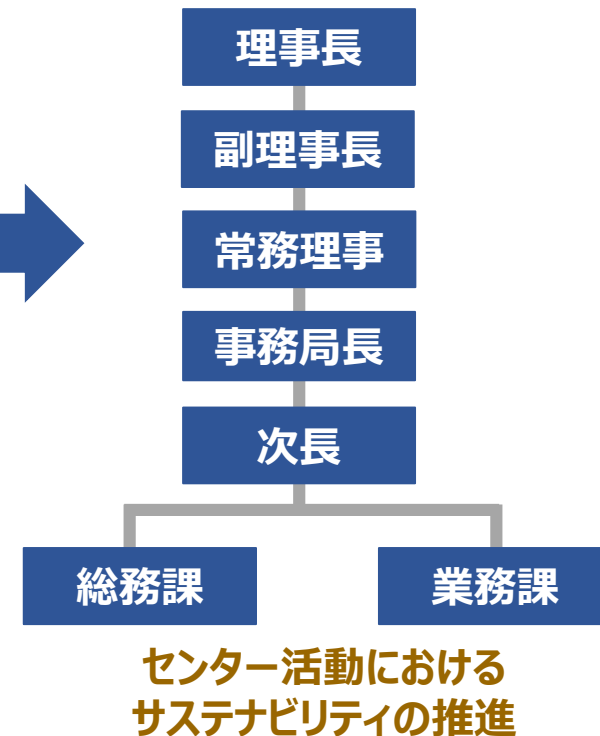 理事長
副理事長
常務理事
事務局長
次長
総務課
業務課
センター活動における
サステナビリティの推進